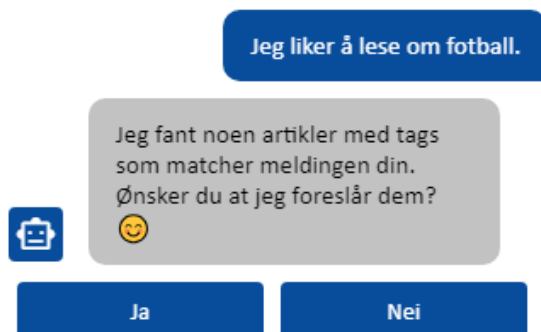 Jeg liker å lese om fotball.
Jeg fant noen artikler med tags
som matcher meldingen din.
Ønsker du at jeg foreslår dem?
😊
Ja
Nei